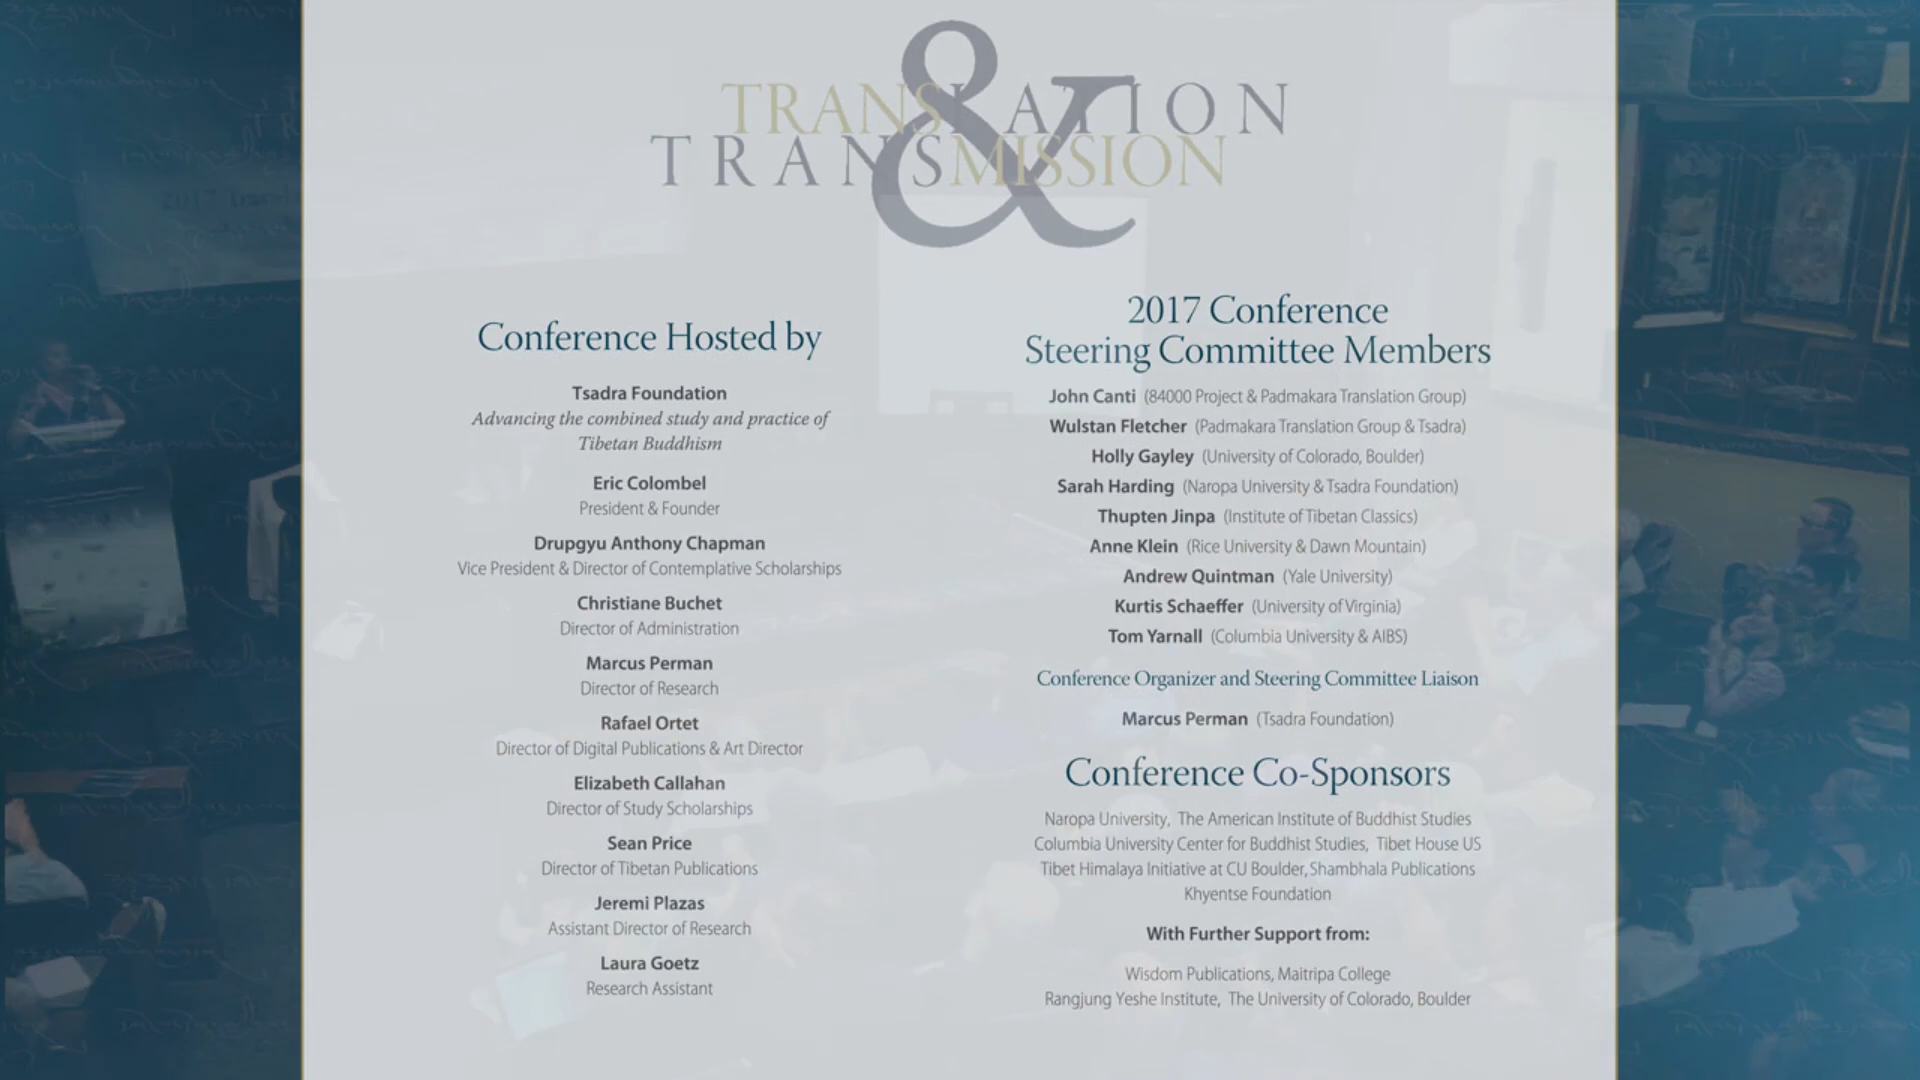 TRANSLATION
&
TRANSMISSION
Conference Hosted by
Tsadra Foundation
Advancing the combined study and practice of
Tibetan Buddhism
Eric Colombel
President & Founder
Drupgyu Anthony Chapman
Vice President & Director of Contemplative Scholarships
Christiane Buchet
Director of Administration
Marcus Perman
Director of Research
Rafael Ortet
Director of Digital Publications & Art Director
Elizabeth Callahan
Director of Study Scholarships
Sean Price
Director of Tibetan Publications
Jeremi Plazas
Assistant Director of Research
Laura Goetz
Research Assistant
2017 Conference
Steering Committee Members
John Canti (84000 Project & Padmakara Translation Group)
Wulstan Fletcher (Padmakara Translation Group & Tsadra)
Holly Gayley (University of Colorado, Boulder)
Sarah Harding (Naropa University & Tsadra Foundation)
Thupten Jinpa (Institute of Tibetan Classics)
Anne Klein (Rice University & Dawn Mountain)
Andrew Quintman (Yale University)
Kurtis Schaeffer (University of Virginia)
Tom Yarnall (Columbia University & AIBS)
Conference Organizer and Steering Committee Liaison
Marcus Perman (Tsadra Foundation)
Conference Co-Sponsors
Naropa University, The American Institute of Buddhist Studies
Columbia University Center for Buddhist Studies, Tibet House US
Tibet Himalaya Initiative at CU Boulder, Shambhala Publications
Khyentse Foundation
With Further Support from:
Wisdom Publications, Maitripa College
Rangjung Yeshe Institute, The University of Colorado, Boulder